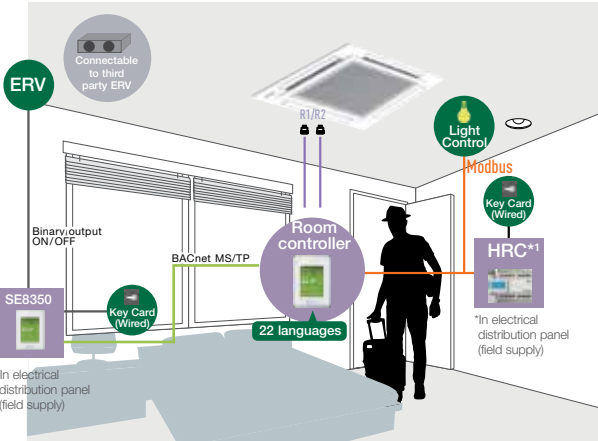 Connectable
to third
party ERV
ERV
R1/R2
Light
Control
Modbus
Key Card
(Wired)
Binary output
ON/OFF
BACnet MS/TP
Room
controller
HRC*1
SE8350
Key Card
(Wired)
22 languages
*In electrical
distribution panel
(field supply)
In electrical
distribution panel
(field supply)